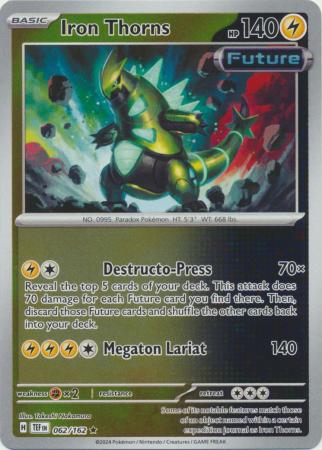 BASIC Iron Thorns HP 140
Future
NO. 0995 Paradox Pokémon HT: 5'3" WT: 668 lbs.
Destructo-Press 70×
Reveal the top 5 cards of your deck. This attack does
70 damage for each Future card you find there. Then,
discard those Future cards and shuffle the other cards back
into your deck.
Megaton Lariat 140
weakness ×2 resistance retreat
Illus. Takeshi Nakamura
H TEF EN 062/162 ★
Some of its notable features match those
of an object named within a certain
expedition journal as Iron Thorns.
©2024 Pokémon / Nintendo / Creatures / GAME FREAK